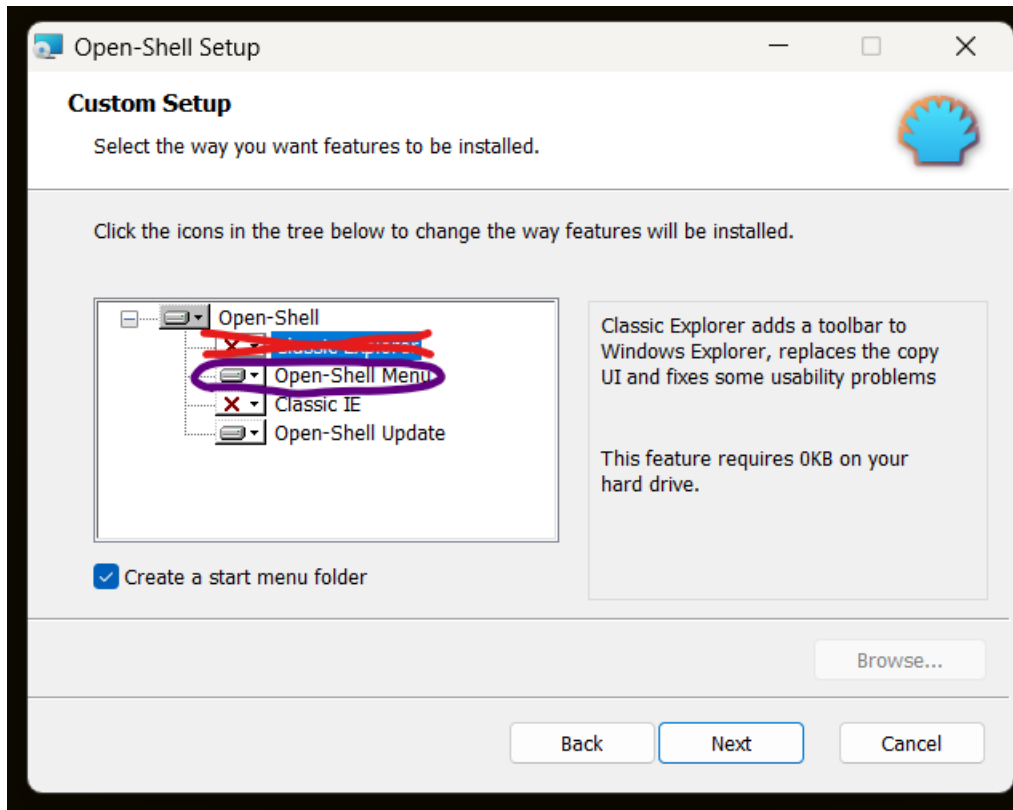 Open-Shell Setup
Custom Setup
Select the way you want features to be installed.
Click the icons in the tree below to change the way features will be installed.
Open-Shell
Classic Explorer
Open-Shell Menu
Classic IE
Open-Shell Update
Classic Explorer adds a toolbar to
Windows Explorer, replaces the copy
UI and fixes some usability problems
This feature requires 0KB on your
hard drive.
Create a start menu folder
Browse...
Back
Next
Cancel